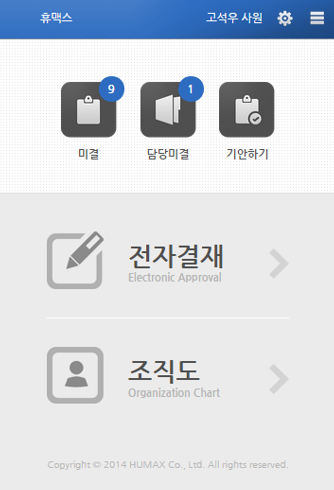 휴맥스 고석우 사원
9 1
미결 담당미결 기안하기
전자결재
Electronic Approval
조직도
Organization Chart
Copyright © 2014 HUMAX Co., Ltd. All rights reserved.